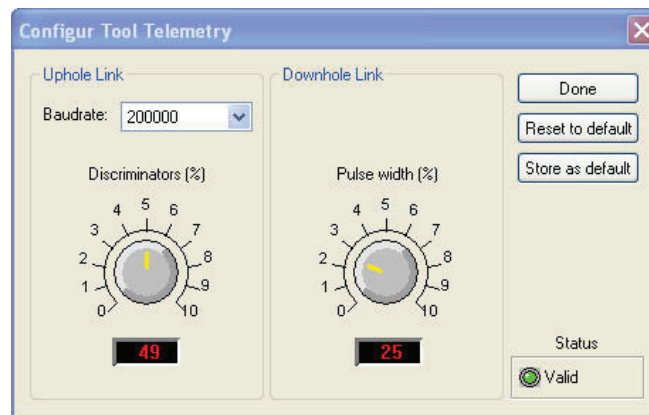 Configur Tool Telemetry
Uphole Link
Baudrate: 200000
Discriminators (%)
0 1 2 3 4 5 6 7 8 9 10
49
Downhole Link
Pulse width (%)
0 1 2 3 4 5 6 7 8 9 10
25
Done
Reset to default
Store as default
Status
Valid